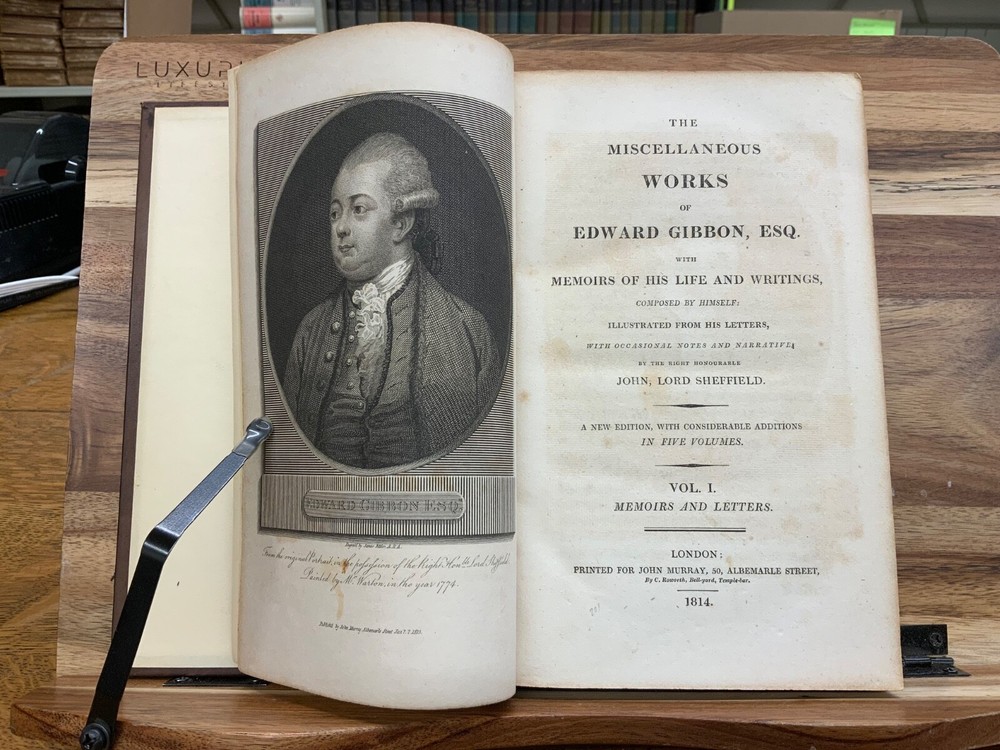 LUXURI
EDWARD GIBBON ESQ.
From the original Portrait, in the possession of the Right Honble. Lord Sheffield.
Painted by Mr. Warton, in the year 1774.
THE
MISCELLANEOUS
WORKS
OF
EDWARD GIBBON, ESQ.
WITH
MEMOIRS OF HIS LIFE AND WRITINGS,
COMPOSED BY HIMSELF:
ILLUSTRATED FROM HIS LETTERS,
WITH OCCASIONAL NOTES AND NARRATIVE,
BY THE RIGHT HONOURABLE
JOHN, LORD SHEFFIELD.
A NEW EDITION, WITH CONSIDERABLE ADDITIONS
IN FIVE VOLUMES.
VOL. I.
MEMOIRS AND LETTERS.
LONDON:
PRINTED FOR JOHN MURRAY, 50, ALBEMARLE STREET,
By C. Roworth, Bell-yard, Temple-bar.
1814.